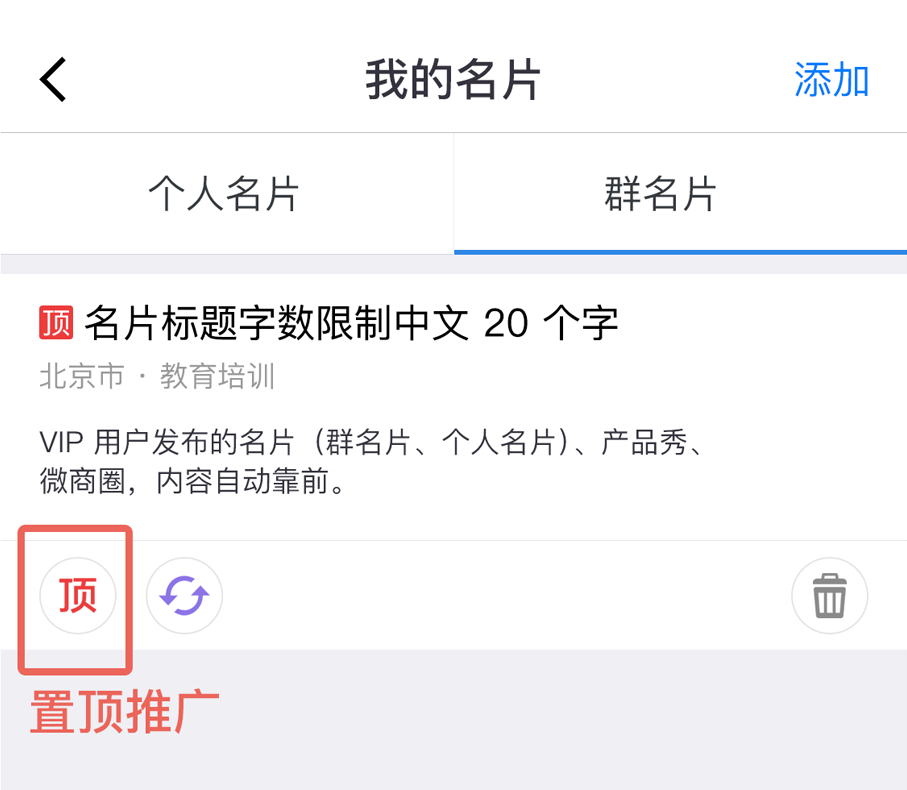 我的名片
添加
个人名片
群名片
顶 名片标题字数限制中文 20 个字
北京市 · 教育培训
VIP 用户发布的名片（群名片、个人名片）、产品秀、
微商圈，内容自动靠前。
顶
置顶推广